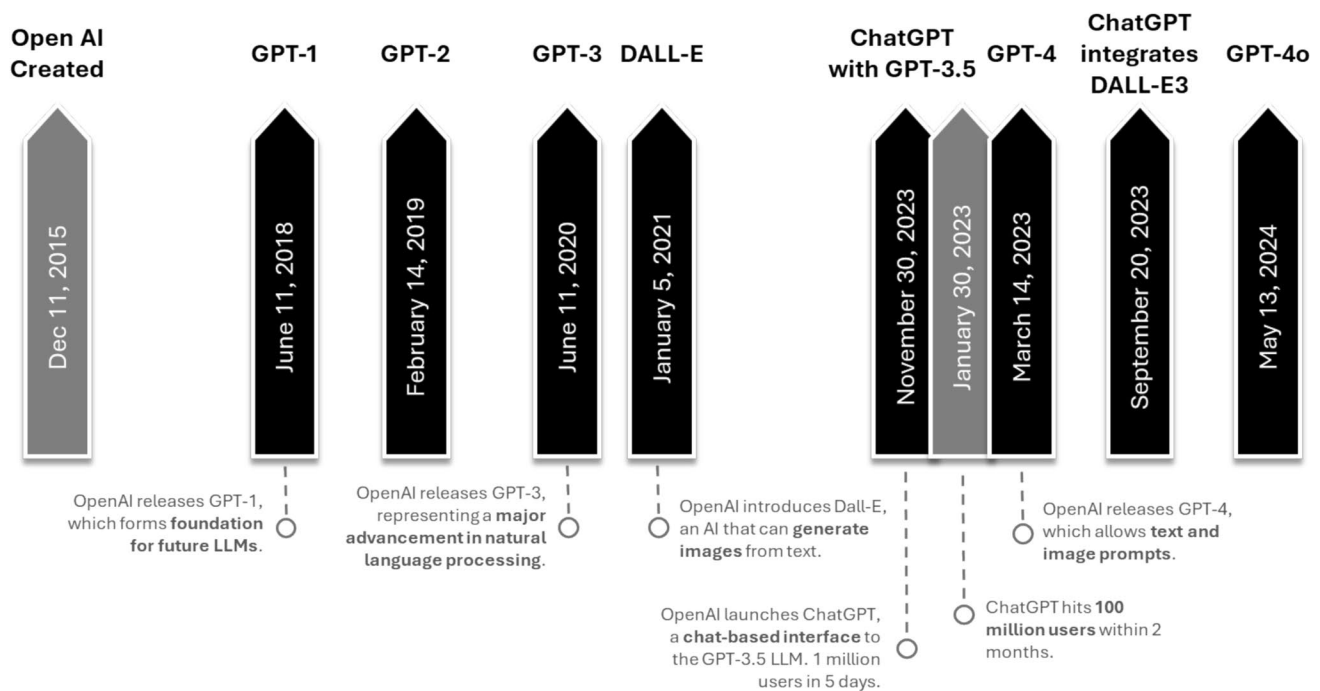 Open AI
Created
GPT-1
GPT-2
GPT-3
DALL-E
ChatGPT
with GPT-3.5
GPT-4
ChatGPT
integrates
DALL-E3
GPT-4o
Dec 11, 2015
June 11, 2018
February 14, 2019
June 11, 2020
January 5, 2021
November 30, 2023
January 30, 2023
March 14, 2023
September 20, 2023
May 13, 2024
OpenAI releases GPT-1,
which forms foundation
for future LLMs.
OpenAI releases GPT-3,
representing a major
advancement in natural
language processing.
OpenAI introduces Dall-E,
an AI that can generate
images from text.
OpenAI launches ChatGPT,
a chat-based interface to
the GPT-3.5 LLM. 1 million
users in 5 days.
ChatGPT hits 100
million users within 2
months.
OpenAI releases GPT-4,
which allows text and
image prompts.